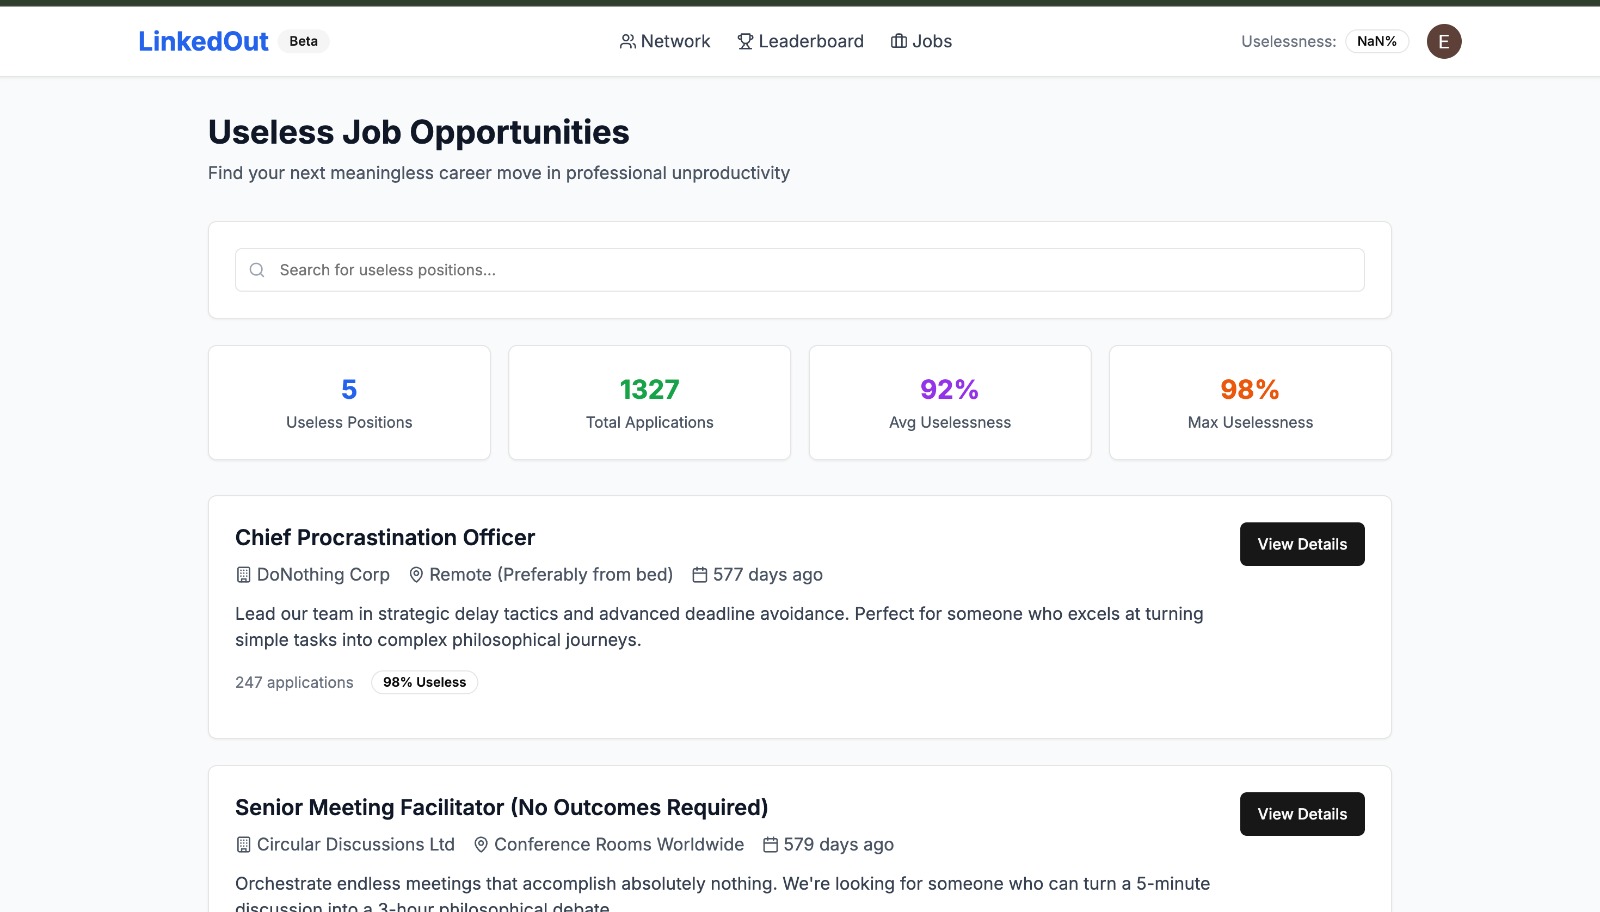 LinkedOut Beta Network Leaderboard Jobs Uselessness: NaN% E
Useless Job Opportunities
Find your next meaningless career move in professional unproductivity
Search for useless positions...
5 1327 92% 98%
Useless Positions Total Applications Avg Uselessness Max Uselessness
Chief Procrastination Officer View Details
DoNothing Corp Remote (Preferably from bed) 577 days ago
Lead our team in strategic delay tactics and advanced deadline avoidance. Perfect for someone who excels at turning
simple tasks into complex philosophical journeys.
247 applications 98% Useless
Senior Meeting Facilitator (No Outcomes Required) View Details
Circular Discussions Ltd Conference Rooms Worldwide 579 days ago
Orchestrate endless meetings that accomplish absolutely nothing. We're looking for someone who can turn a 5-minute
discussion into a 3-hour philosophical debate.